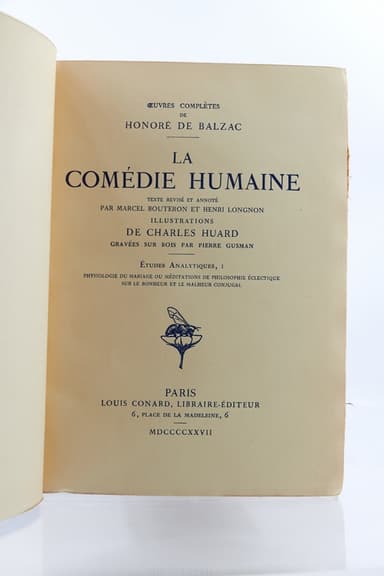 ŒUVRES COMPLÈTES
DE
HONORÉ DE BALZAC
LA
COMÉDIE HUMAINE
TEXTE REVISÉ ET ANNOTÉ
PAR MARCEL BOUTERON ET HENRI LONGNON
ILLUSTRATIONS
DE CHARLES HUARD
GRAVÉES SUR BOIS PAR PIERRE GUSMAN
ÉTUDES ANALYTIQUES, I
PHYSIOLOGIE DU MARIAGE OU MÉDITATIONS DE PHILOSOPHIE ÉCLECTIQUE
SUR LE BONHEUR ET LE MALHEUR CONJUGAL
PARIS
LOUIS CONARD, LIBRAIRE-ÉDITEUR
6, PLACE DE LA MADELEINE, 6
MDCCCCXXVII